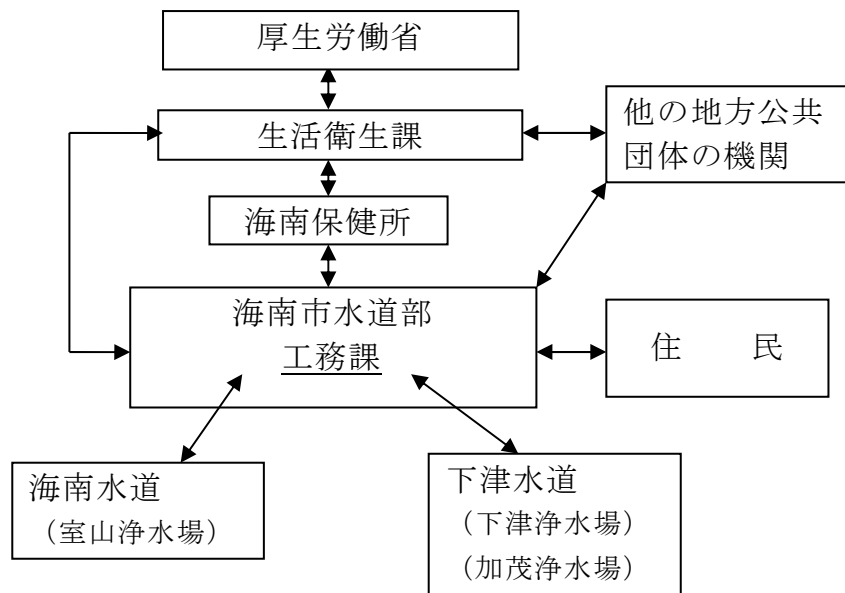 厚生労働省
生活衛生課
他の地方公共
団体の機関
海南保健所
海南市水道部
工務課
住　　民
海南水道
（室山浄水場）
下津水道
（下津浄水場）
（加茂浄水場）